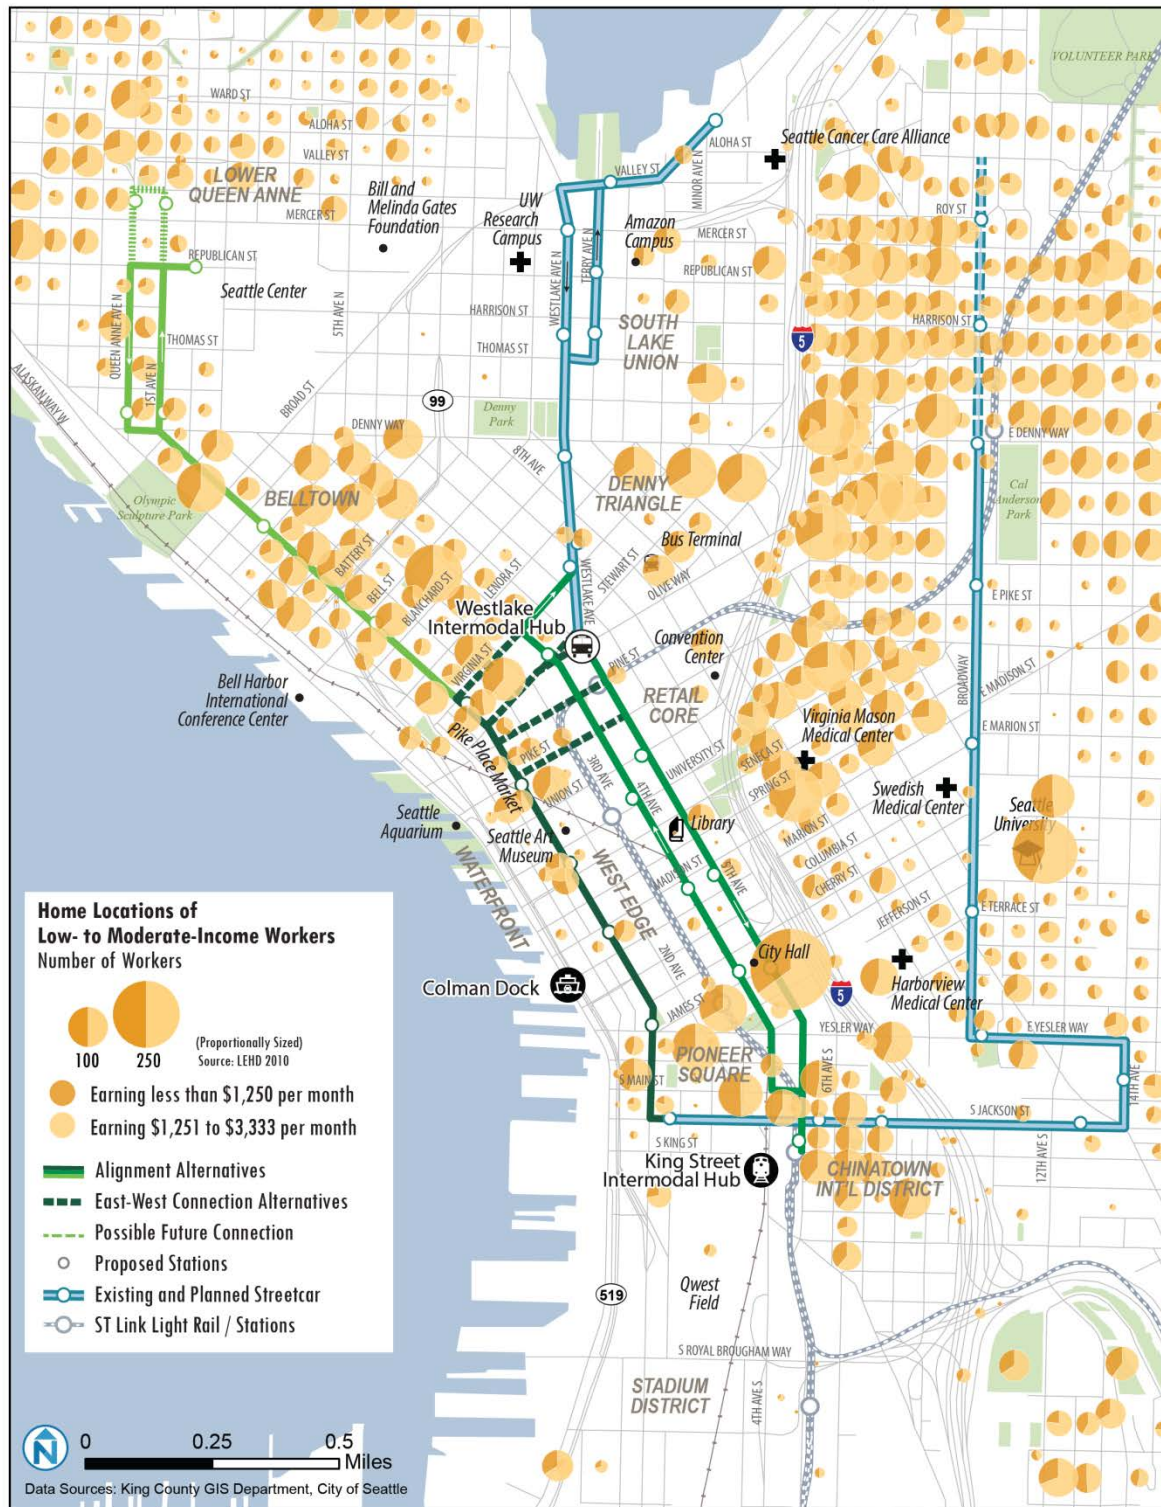 VOLUNTEER PARK
WARD ST
ALOHA ST
VALLEY ST
LOWER
QUEEN ANNE
MERCER ST
REPUBLICAN ST
Seattle Center
QUEEN ANNE AVE N
1ST AVE N
THOMAS ST
5TH AVE N
Bill and
Melinda Gates
Foundation
UW
Research
Campus
VALLEY ST
ALOHA ST
MINOR AVE N
Seattle Cancer Care Alliance
Amazon
Campus
MERCER ST
REPUBLICAN ST
WESTLAKE AVE N
TERRY AVE N
HARRISON ST
THOMAS ST
SOUTH
LAKE
UNION
5
ROY ST
HARRISON ST
ALASKAN WAY W
BROAD ST
99
DENNY WAY
Denny
Park
8TH AVE
E DENNY WAY
Olympic
Sculpture Park
BELLTOWN
DENNY
TRIANGLE
Cal
Anderson
Park
BATTERY ST
BELL ST
BLANCHARD ST
LENORA ST
VIRGINIA ST
WESTLAKE AVE
STEWART ST
OLIVE WAY
Bus Terminal
E PIKE ST
Westlake
Intermodal Hub
PINE ST
Convention
Center
RETAIL
CORE
BROADWAY
E MADISON ST
E MARION ST
Bell Harbor
International
Conference Center
Pike Place Market
PIKE ST
UNION ST
3RD AVE
4TH AVE
UNIVERSITY ST
SENECA ST
SPRING ST
Virginia Mason
Medical Center
Swedish
Medical Center
Seattle
University
Seattle
Aquarium
Seattle Art
Museum
Library
MARION ST
COLUMBIA ST
CHERRY ST
WATERFRONT
WEST EDGE
MADISON ST
5TH AVE
JEFFERSON ST
E TERRACE ST
2ND AVE
City Hall
Harborview
Medical Center
5
Colman Dock
JAMES ST
YESLER WAY
E YESLER WAY
PIONEER
SQUARE
S MAIN ST
6TH AVE S
14TH AVE
S JACKSON ST
S KING ST
12TH AVE S
King Street
Intermodal Hub
CHINATOWN
INT'L DISTRICT
519
Qwest
Field
S ROYAL BROUGHAM WAY
STADIUM
DISTRICT
4TH AVE S
Home Locations of
Low- to Moderate-Income Workers
Number of Workers
100
250
(Proportionally Sized)
Source: LEHD 2010
Earning less than $1,250 per month
Earning $1,251 to $3,333 per month
Alignment Alternatives
East-West Connection Alternatives
Possible Future Connection
Proposed Stations
Existing and Planned Streetcar
ST Link Light Rail / Stations
N
0
0.25
0.5
Miles
Data Sources: King County GIS Department, City of Seattle